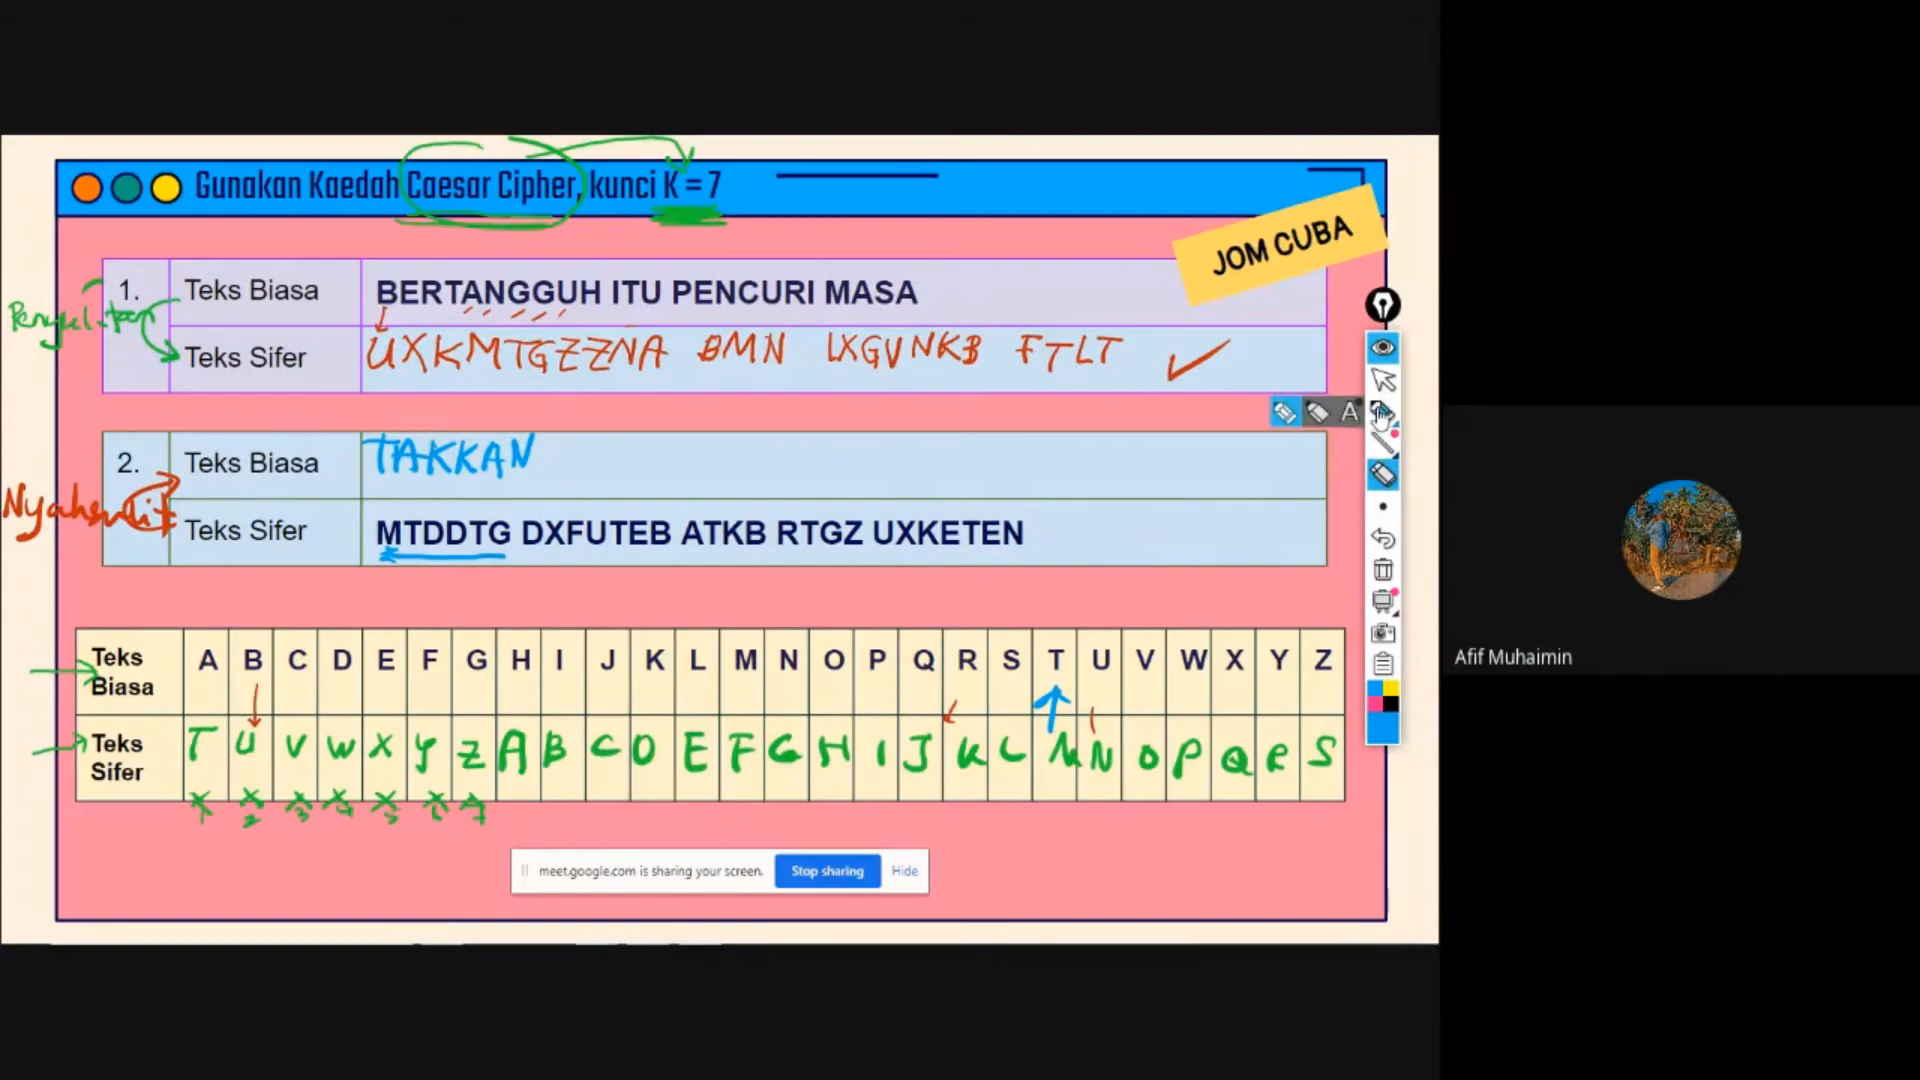 Gunakan Kaedah Caesar Cipher, kunci K = 7
JOM CUBA
1. Teks Biasa BERTANGGUH ITU PENCURI MASA
Teks Sifer UXKMTGZZNA BMN IXGVNKB FTLT
2. Teks Biasa TAKKAN
Teks Sifer MTDDTG DXFUTEB ATKB RTGZ UXKETEN
Teks Biasa A B C D E F G H I J K L M N O P Q R S T U V W X Y Z
Teks Sifer T U V W X Y Z A B C D E F G H I J K L M N O P Q R S
A
meet.google.com is sharing your screen. Stop sharing Hide
Afif Muhaimin